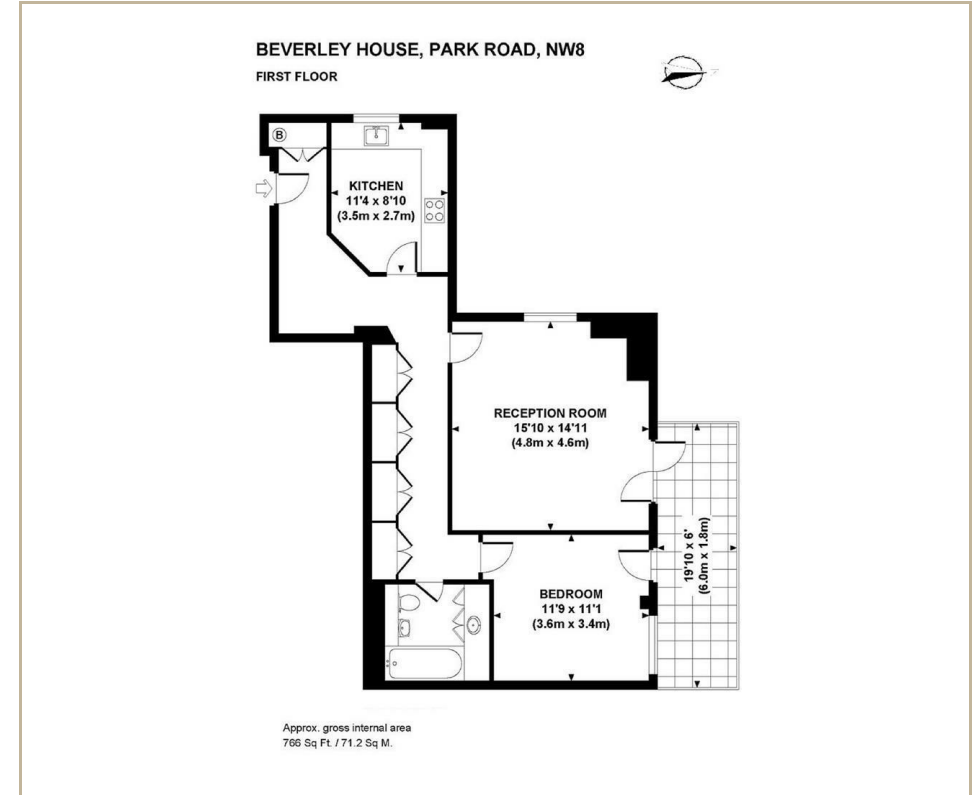 BEVERLEY HOUSE, PARK ROAD, NW8
FIRST FLOOR
B
KITCHEN
11'4 x 8'10
(3.5m x 2.7m)
RECEPTION ROOM
15'10 x 14'11
(4.8m x 4.6m)
19'10 x 6'
(6.0m x 1.8m)
BEDROOM
11'9 x 11'1
(3.6m x 3.4m)
Approx. gross internal area
766 Sq Ft. / 71.2 Sq M.